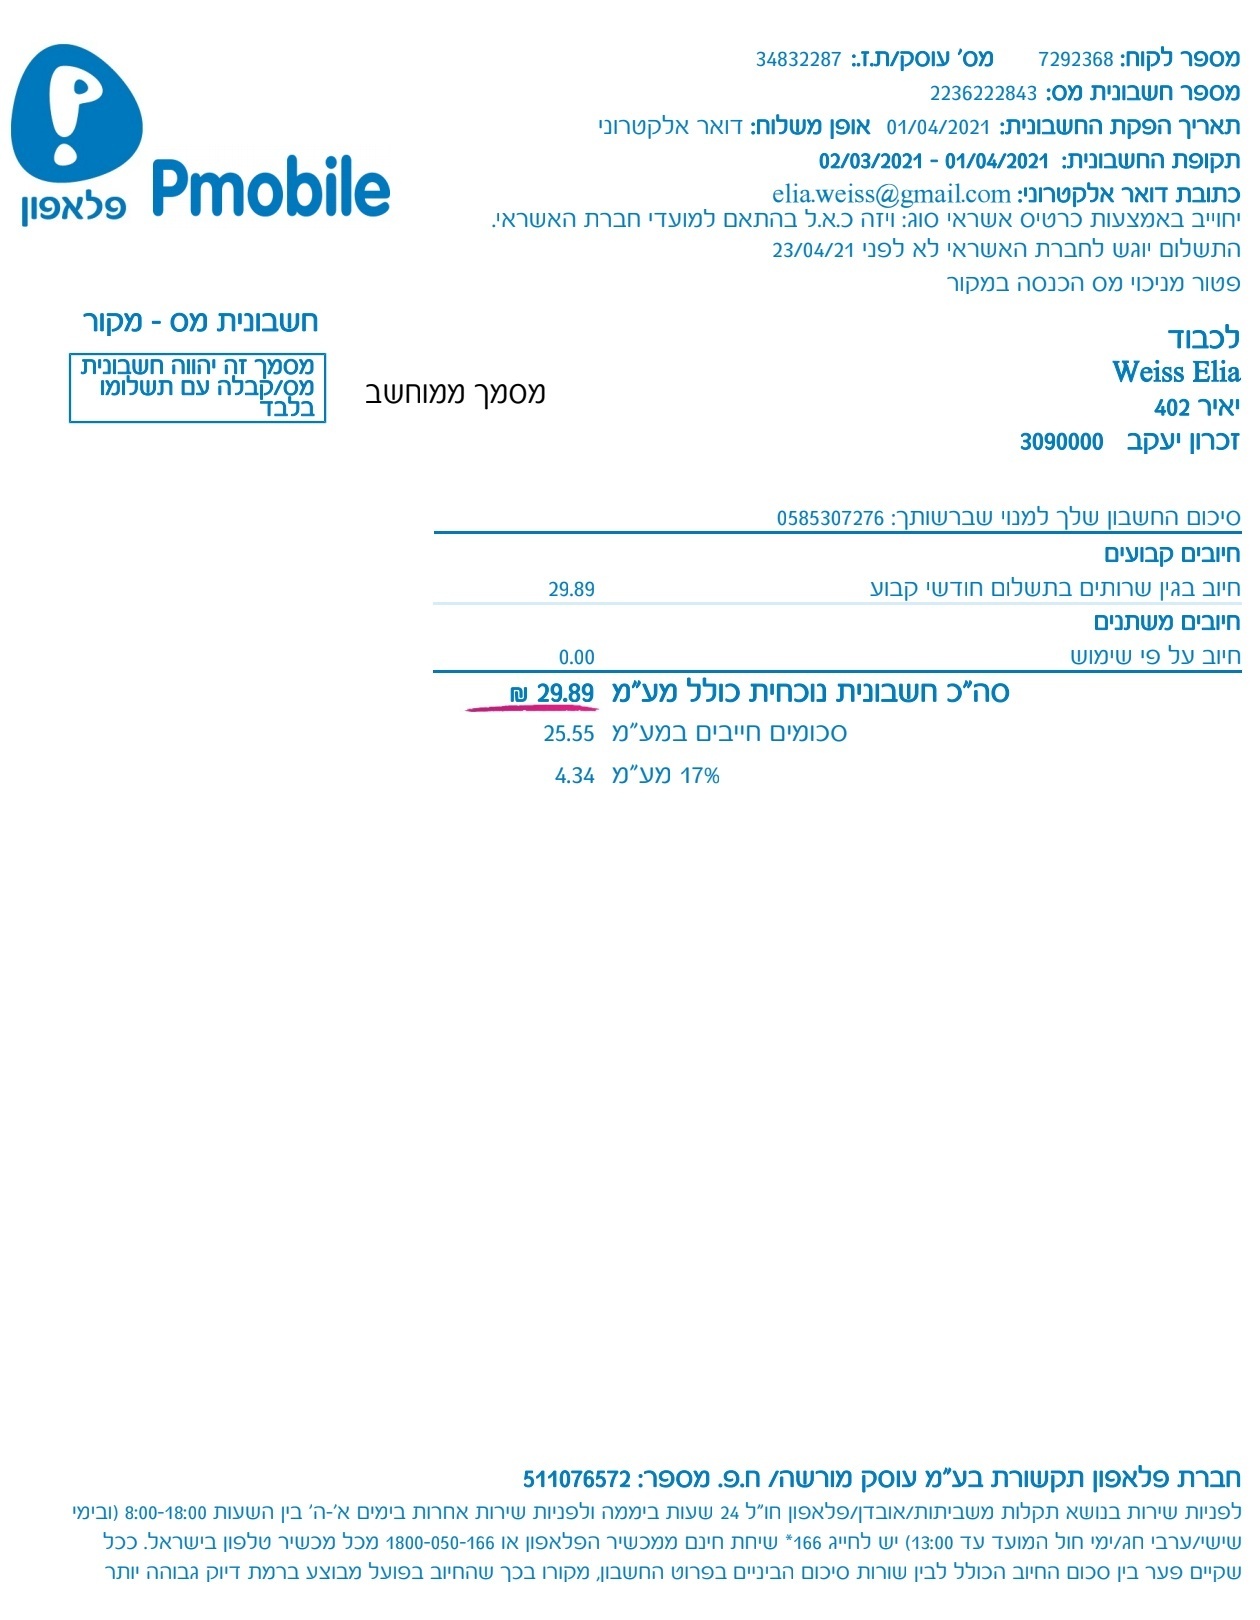 מספר לקוח: 7292368 מס' עוסק/ת.ז.: 34832287
מספר חשבונית מס: 2236222843
תאריך הפקת החשבונית: 01/04/2021 אופן משלוח: דואר אלקטרוני
תקופת החשבונית: 02/03/2021 - 01/04/2021
כתובת דואר אלקטרוני: elia.weiss@gmail.com
יחוייב באמצעות כרטיס אשראי סוג: ויזה כ.א.ל בהתאם למועדי חברת האשראי.
התשלום יוגש לחברת האשראי לא לפני 23/04/21
פטור מניכוי מס הכנסה במקור
פלאפון Pmobile
חשבונית מס - מקור
מסמך זה יהווה חשבונית
מס/קבלה עם תשלומו
בלבד
מסמך ממוחשב
לכבוד
Weiss Elia
יאיר 402
זכרון יעקב 3090000
סיכום החשבון שלך למנוי שברשותך: 0585307276
חיובים קבועים
חיוב בגין שרותים בתשלום חודשי קבוע 29.89
חיובים משתנים
חיוב על פי שימוש 0.00
סה"כ חשבונית נוכחית כולל מע"מ 29.89 ₪
סכומים חייבים במע"מ 25.55
17% מע"מ 4.34
חברת פלאפון תקשורת בע"מ עוסק מורשה/ ח.פ. מספר: 511076572
לפניות שירות בנושא תקלות משביתות/אובדן/פלאפון חו"ל 24 שעות ביממה ולפניות שירות אחרות בימים א'-ה' בין השעות 8:00-18:00 (ובימי
שישי/ערבי חג/ימי חול המועד עד 13:00) יש לחייג 166* שיחת חינם ממכשיר הפלאפון או 1800-050-166 מכל מכשיר טלפון בישראל. ככל
שקיים פער בין סכום החיוב הכולל לבין שורות סיכום הביניים בפרוט החשבון, מקורו בכך שהחיוב בפועל מבוצע ברמת דיוק גבוהה יותר